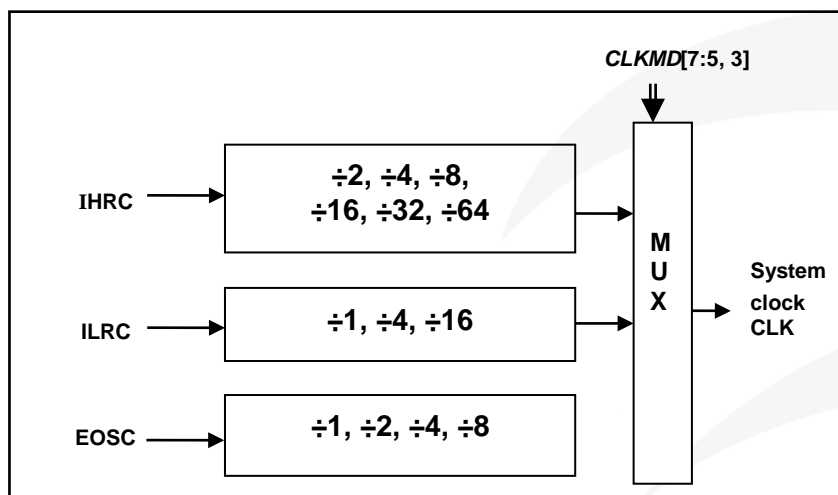 CLKMD[7:5, 3]
IHRC
÷2, ÷4, ÷8,
÷16, ÷32, ÷64
ILRC
÷1, ÷4, ÷16
EOSC
÷1, ÷2, ÷4, ÷8
M
U
X
System
clock
CLK